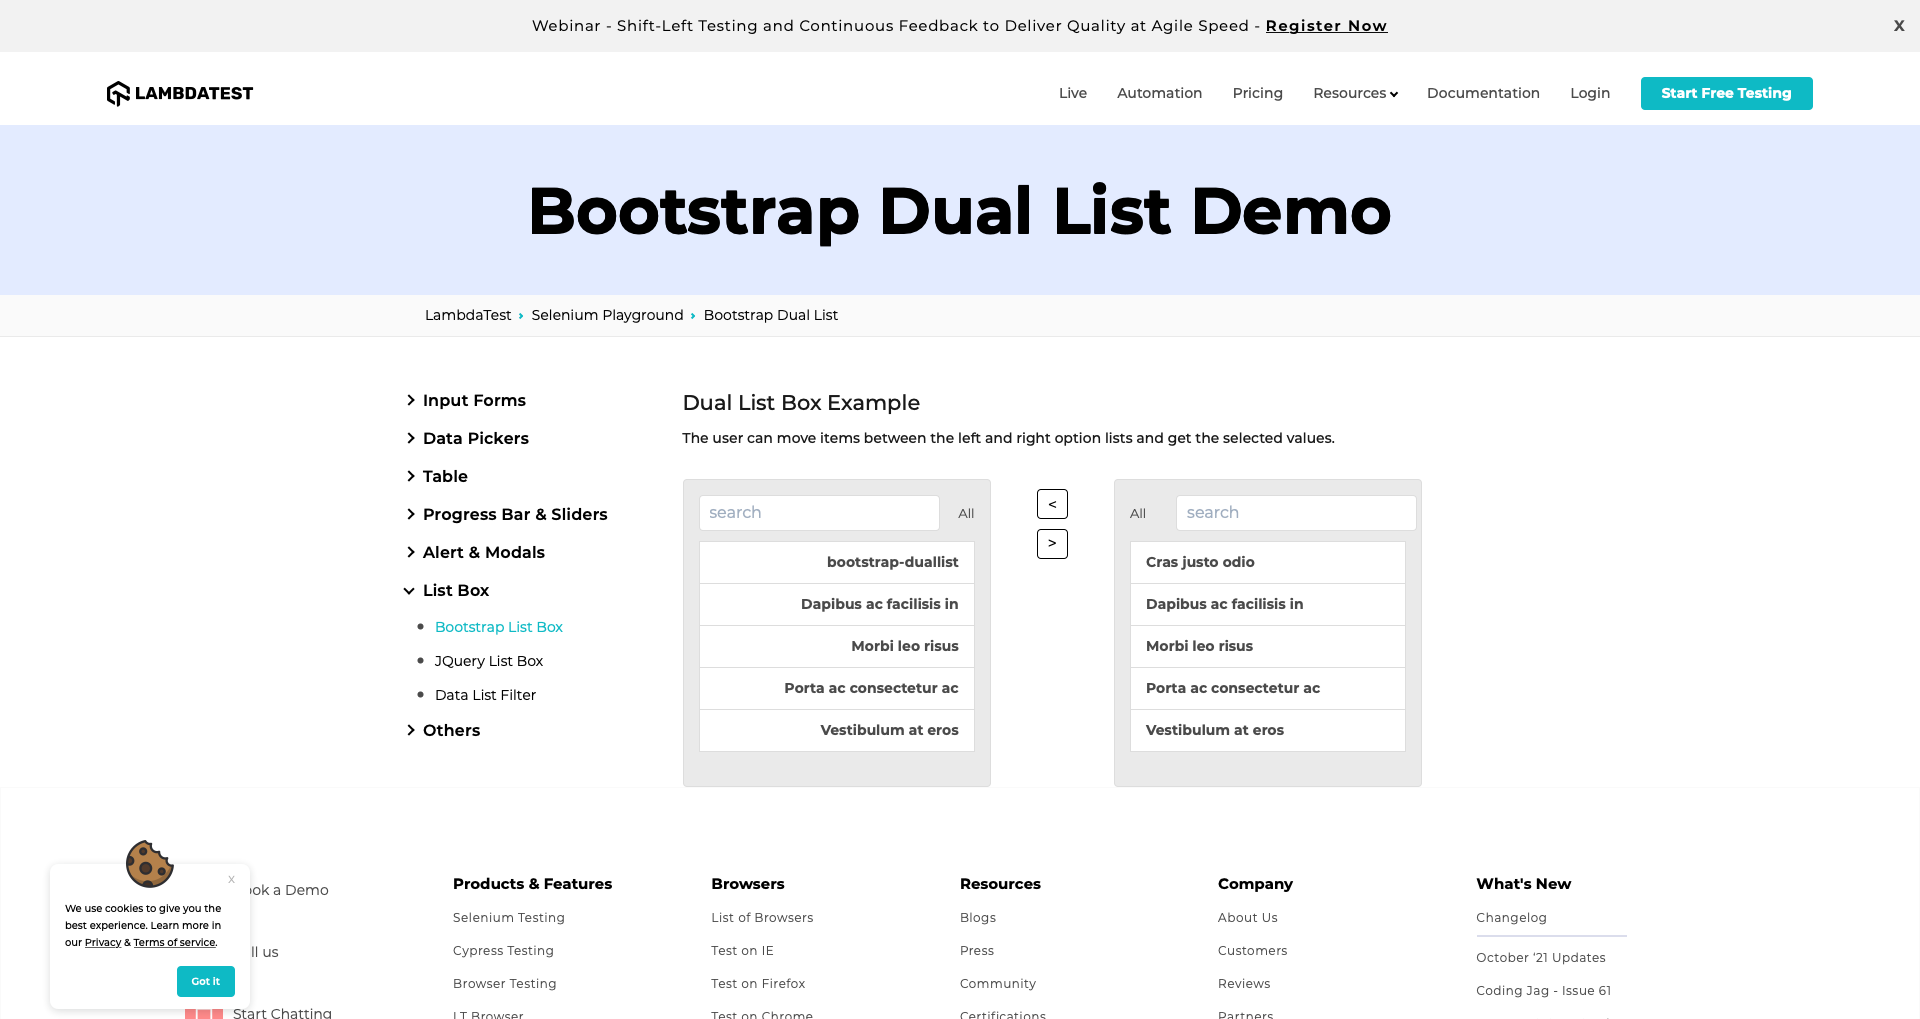 Webinar - Shift-Left Testing and Continuous Feedback to Deliver Quality at Agile Speed - Register Now
X
LAMBDATEST
Live Automation Pricing Resources Documentation Login Start Free Testing
Bootstrap Dual List Demo
LambdaTest › Selenium Playground › Bootstrap Dual List
Input Forms
Data Pickers
Table
Progress Bar & Sliders
Alert & Modals
List Box
Bootstrap List Box
JQuery List Box
Data List Filter
Others
Dual List Box Example
The user can move items between the left and right option lists and get the selected values.
search All
bootstrap-duallist
Dapibus ac facilisis in
Morbi leo risus
Porta ac consectetur ac
Vestibulum at eros
<
>
All search
Cras justo odio
Dapibus ac facilisis in
Morbi leo risus
Porta ac consectetur ac
Vestibulum at eros
x
We use cookies to give you the
best experience. Learn more in
our Privacy & Terms of service.
Got it
a Demo
us
Start Chatting
Products & Features
Selenium Testing
Cypress Testing
Browser Testing
LT Browser
Browsers
List of Browsers
Test on IE
Test on Firefox
Test on Chrome
Resources
Blogs
Press
Community
Certifications
Company
About Us
Customers
Reviews
Partners
What's New
Changelog
October '21 Updates
Coding Jag - Issue 61